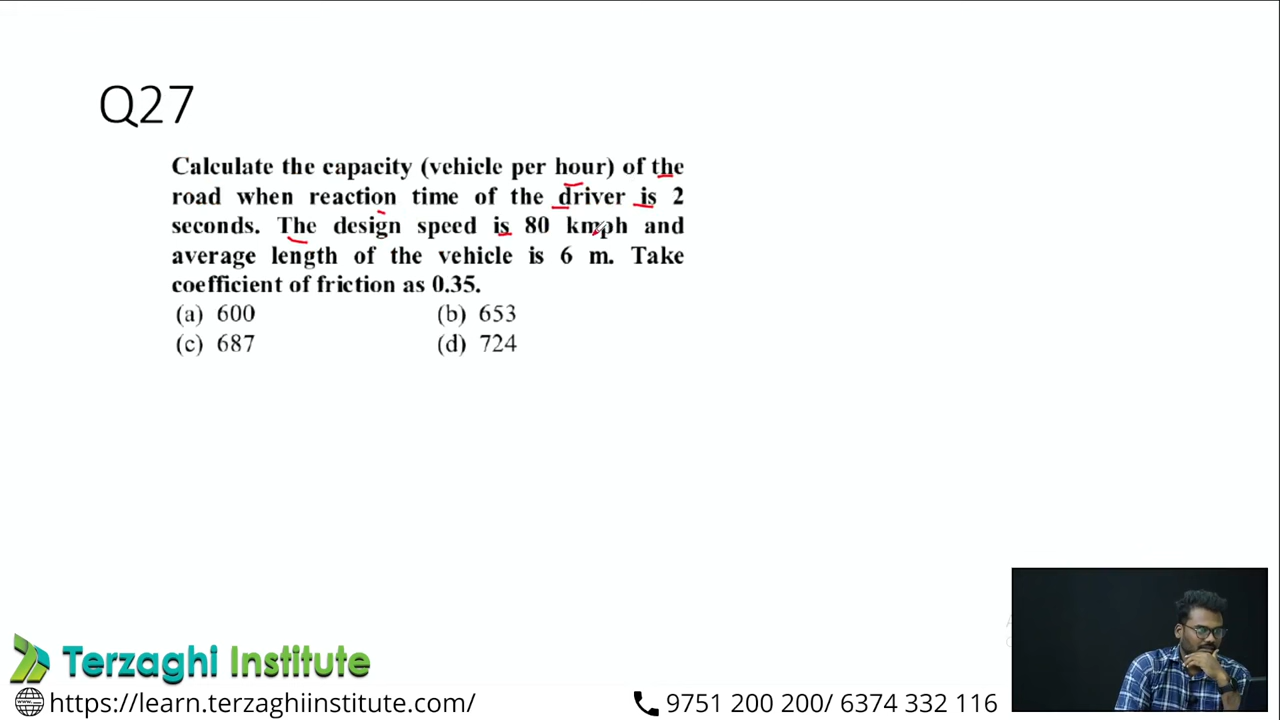 Q27
Calculate the capacity (vehicle per hour) of the
road when reaction time of the driver is 2
seconds. The design speed is 80 kmph and
average length of the vehicle is 6 m. Take
coefficient of friction as 0.35.
(a) 600 (b) 653
(c) 687 (d) 724
Terzaghi Institute
https://learn.terzaghiinstitute.com/ 9751 200 200/ 6374 332 116